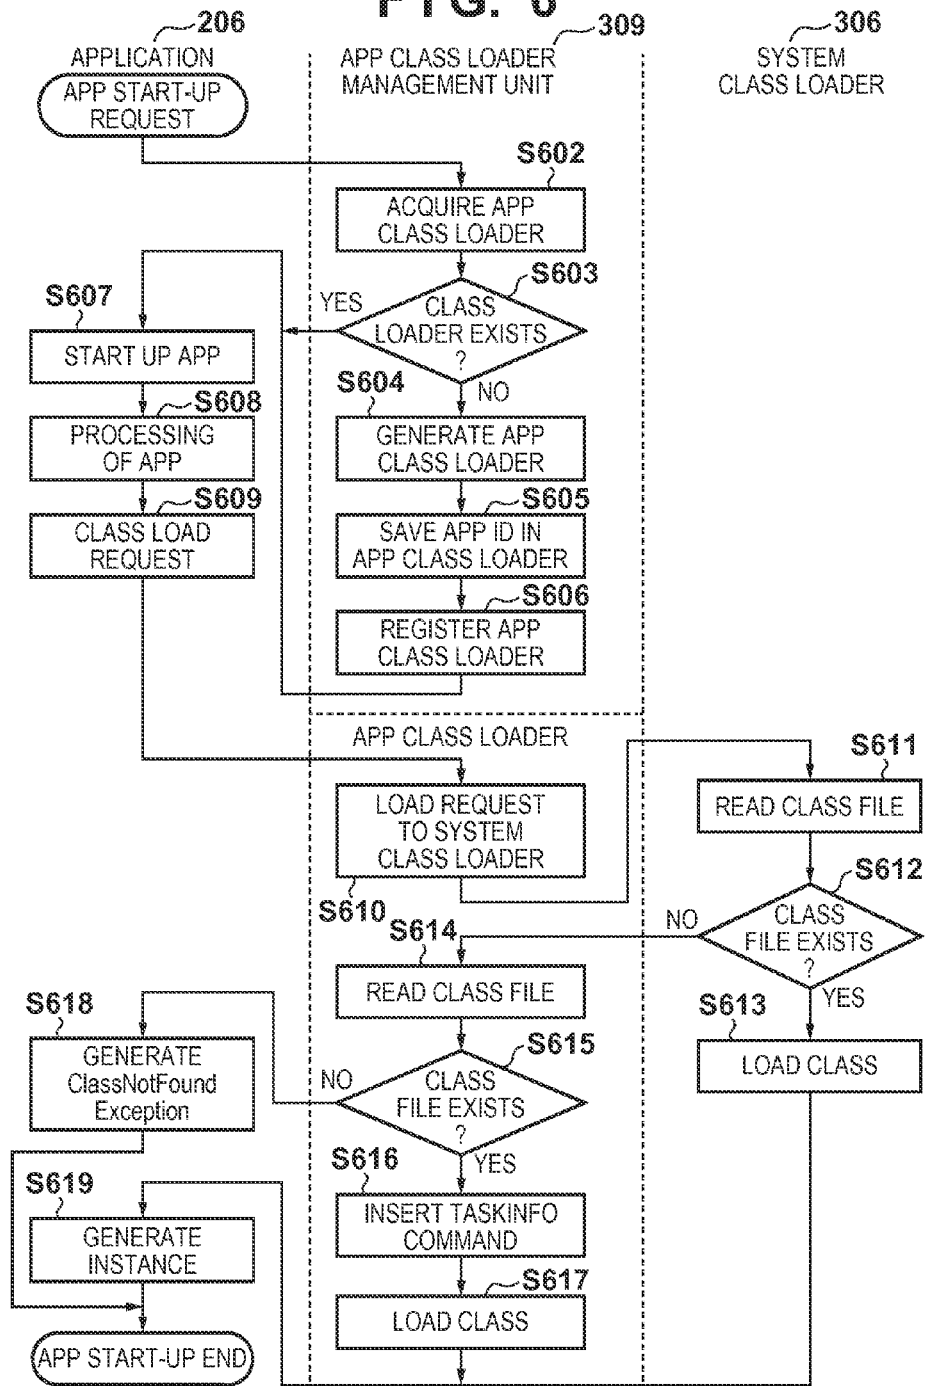 FIG. 6
206
309
306
APPLICATION
APP CLASS LOADER
MANAGEMENT UNIT
SYSTEM
CLASS LOADER
APP START-UP
REQUEST
S602
ACQUIRE APP
CLASS LOADER
S603
YES
CLASS
LOADER EXISTS
?
NO
S607
START UP APP
S604
GENERATE APP
CLASS LOADER
S608
PROCESSING
OF APP
S605
SAVE APP ID IN
APP CLASS LOADER
S609
CLASS LOAD
REQUEST
S606
REGISTER APP
CLASS LOADER
APP CLASS LOADER
LOAD REQUEST
TO SYSTEM
CLASS LOADER
S610
S611
READ CLASS FILE
S612
CLASS
FILE EXISTS
?
NO
YES
S614
READ CLASS FILE
S613
LOAD CLASS
S615
CLASS
FILE EXISTS
?
NO
YES
S618
GENERATE
ClassNotFound
Exception
S616
INSERT TASKINFO
COMMAND
S619
GENERATE
INSTANCE
S617
LOAD CLASS
APP START-UP END